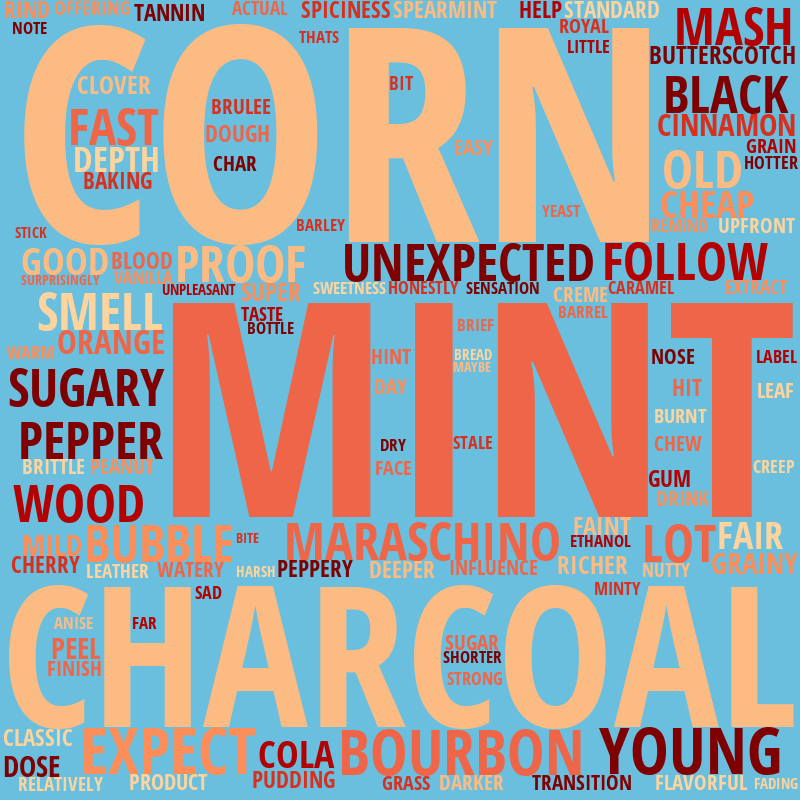 RIND OFFERING TANNIN ACTUAL SPICINESS SPEARMINT HELP STANDARD
NOTE THATS ROYAL MASH
LITTLE BUTTERSCOTCH
CORN
CLOVER BIT BLACK
BRULEE
FAST DOUGH CINNAMON
DEPTH CHAR EASY GRAIN
BAKING OLD HOTTER
YEAST CHEAP
STICK BARLEY REMIND UPFRONT
GOOD BLOOD PROOF UNEXPECTED FOLLOW
SURPRISINGLY VANILLA
UNPLEASANT SUPER SWEETNESS HONESTLY SENSATION CREME CARAMEL EXTRACT
SMELL TASTE BARREL
BOTTLE BRIEF
MINT
WARM ORANGE HINT BREAD NOSE LABEL
MAYBE
SUGARY DAY HIT LEAF
BURNT
PEPPER DRY STALE CHEW
BRITTLE PEANUT FACE GUM CREEP
WOOD DRINK
MILD BUBBLE BITE MARASCHINO FAINT LOT FAIR
ETHANOL
CHERRY LEATHER WATERY HARSH PEPPERY DEEPER INFLUENCE RICHER NUTTY GRAINY
SAD MINTY
CHARCOAL
ANISE FAR
PEEL SUGAR
FINISH SHORTER
STRONG
CLASSIC EXPECT COLA BOURBON YOUNG
DOSE
RELATIVELY PRODUCT PUDDING GRASS DARKER TRANSITION FLAVORFUL FADING